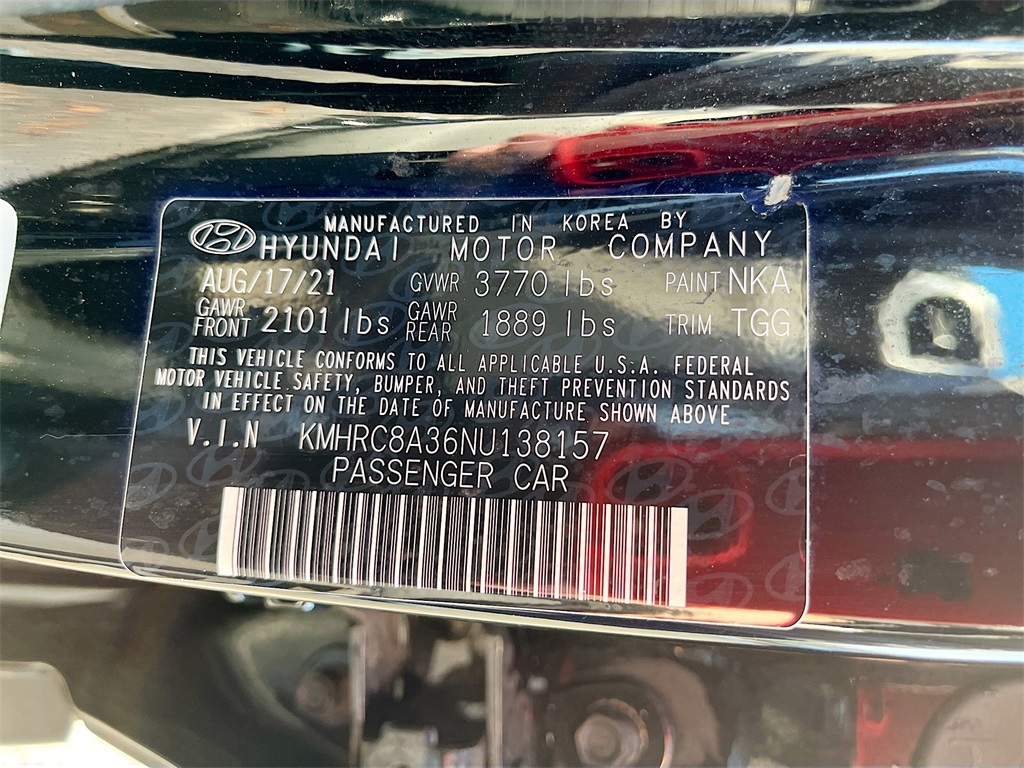 MANUFACTURED IN KOREA BY
HYUNDAI MOTOR COMPANY
AUG/17/21 GVWR 3770 lbs PAINT NKA
GAWR FRONT 2101 lbs GAWR REAR 1889 lbs TRIM TGG
THIS VEHICLE CONFORMS TO ALL APPLICABLE U.S.A. FEDERAL
MOTOR VEHICLE SAFETY, BUMPER, AND THEFT PREVENTION STANDARDS
IN EFFECT ON THE DATE OF MANUFACTURE SHOWN ABOVE
V.I.N KMHRC8A36NU138157
PASSENGER CAR